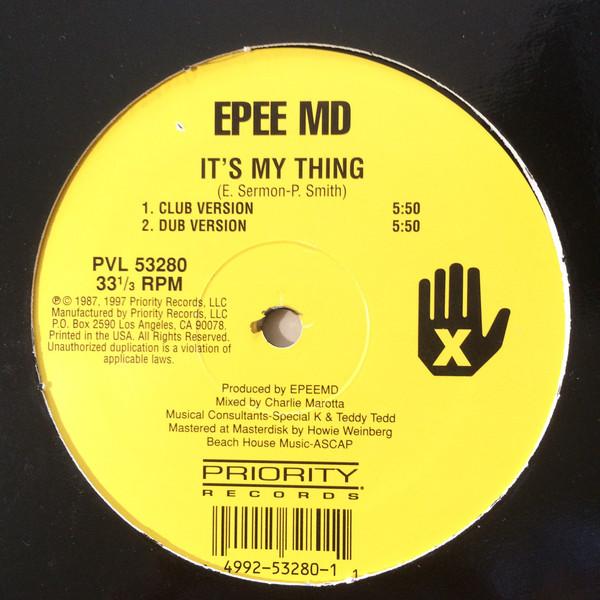 EPEE MD
IT'S MY THING
(E. Sermon-P. Smith)
1. CLUB VERSION 5:50
2. DUB VERSION 5:50
PVL 53280
33 1/3 RPM
℗© 1987, 1997 Priority Records, LLC
Manufactured by Priority Records, LLC
P.O. Box 2590 Los Angeles, CA 90078.
Printed in the USA. All Rights Reserved.
Unauthorized duplication is a violation of
applicable laws.
X
Produced by EPEEMD
Mixed by Charlie Marotta
Musical Consultants-Special K & Teddy Tedd
Mastered at Masterdisk by Howie Weinberg
Beach House Music-ASCAP
PRIORITY
RECORDS
4992-53280-1 1